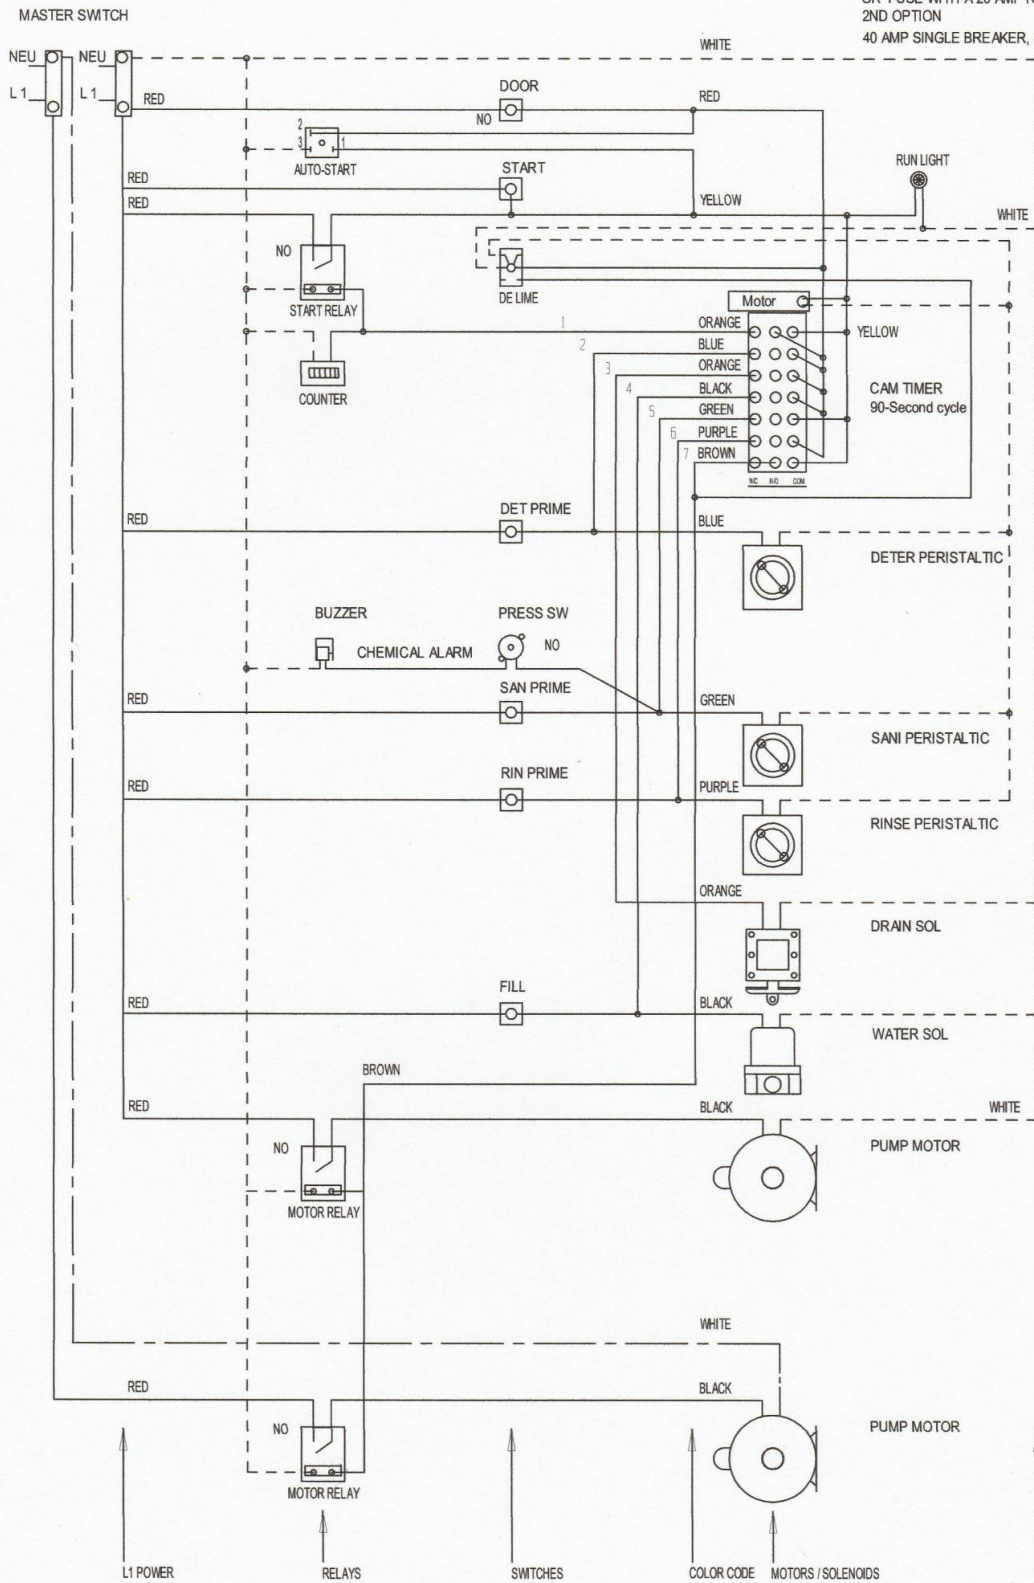 MASTER SWITCH
2ND OPTION
40 AMP SINGLE BREAKER,
NEU
NEU
WHITE
L 1
L 1
RED
DOOR
RED
NO
2
3
1
AUTO-START
START
RUN LIGHT
RED
RED
YELLOW
WHITE
NO
START RELAY
DE LIME
Motor
1
ORANGE
YELLOW
2
BLUE
3
ORANGE
4
BLACK
CAM TIMER
COUNTER
5
GREEN
90-Second cycle
6
PURPLE
7
BROWN
N/C N/O COM
RED
DET PRIME
BLUE
DETER PERISTALTIC
BUZZER
PRESS SW
CHEMICAL ALARM
NO
RED
SAN PRIME
GREEN
SANI PERISTALTIC
RED
RIN PRIME
PURPLE
RINSE PERISTALTIC
ORANGE
DRAIN SOL
RED
FILL
BLACK
WATER SOL
BROWN
RED
BLACK
WHITE
NO
PUMP MOTOR
MOTOR RELAY
WHITE
RED
BLACK
NO
PUMP MOTOR
MOTOR RELAY
L1 POWER
RELAYS
SWITCHES
COLOR CODE
MOTORS / SOLENOIDS